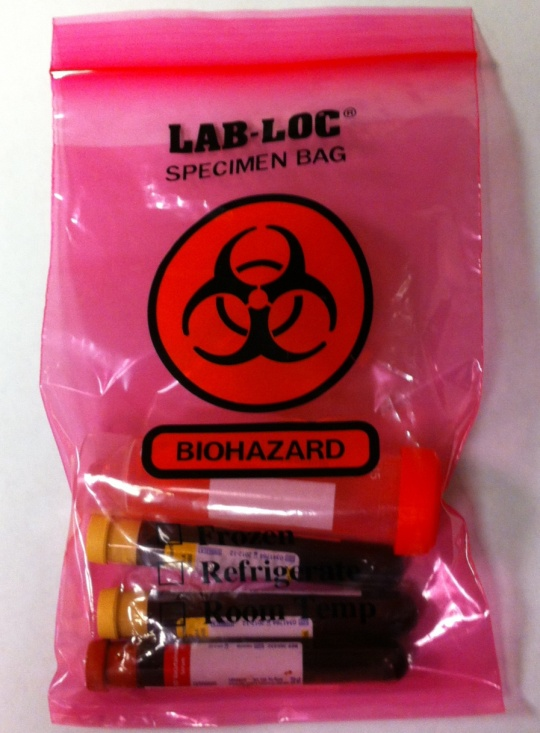 LAB-LOC®
SPECIMEN BAG
BIOHAZARD
Frozen
Refrigerate
Room Temp